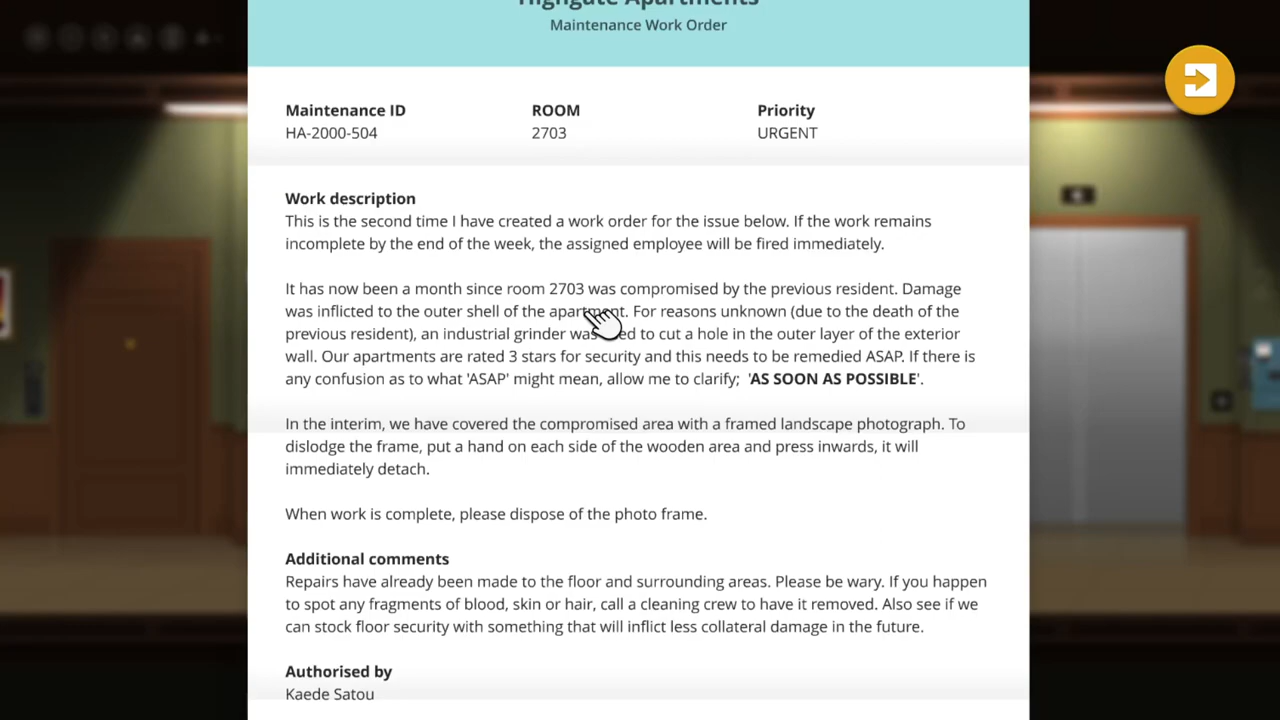 Highgate Apartments
Maintenance Work Order
Maintenance ID ROOM Priority
HA-2000-504 2703 URGENT
Work description
This is the second time I have created a work order for the issue below. If the work remains
incomplete by the end of the week, the assigned employee will be fired immediately.
It has now been a month since room 2703 was compromised by the previous resident. Damage
was inflicted to the outer shell of the apartment. For reasons unknown (due to the death of the
previous resident), an industrial grinder was used to cut a hole in the outer layer of the exterior
wall. Our apartments are rated 3 stars for security and this needs to be remedied ASAP. If there is
any confusion as to what 'ASAP' might mean, allow me to clarify; 'AS SOON AS POSSIBLE'.
In the interim, we have covered the compromised area with a framed landscape photograph. To
dislodge the frame, put a hand on each side of the wooden area and press inwards, it will
immediately detach.
When work is complete, please dispose of the photo frame.
Additional comments
Repairs have already been made to the floor and surrounding areas. Please be wary. If you happen
to spot any fragments of blood, skin or hair, call a cleaning crew to have it removed. Also see if we
can stock floor security with something that will inflict less collateral damage in the future.
Authorised by
Kaede Satou